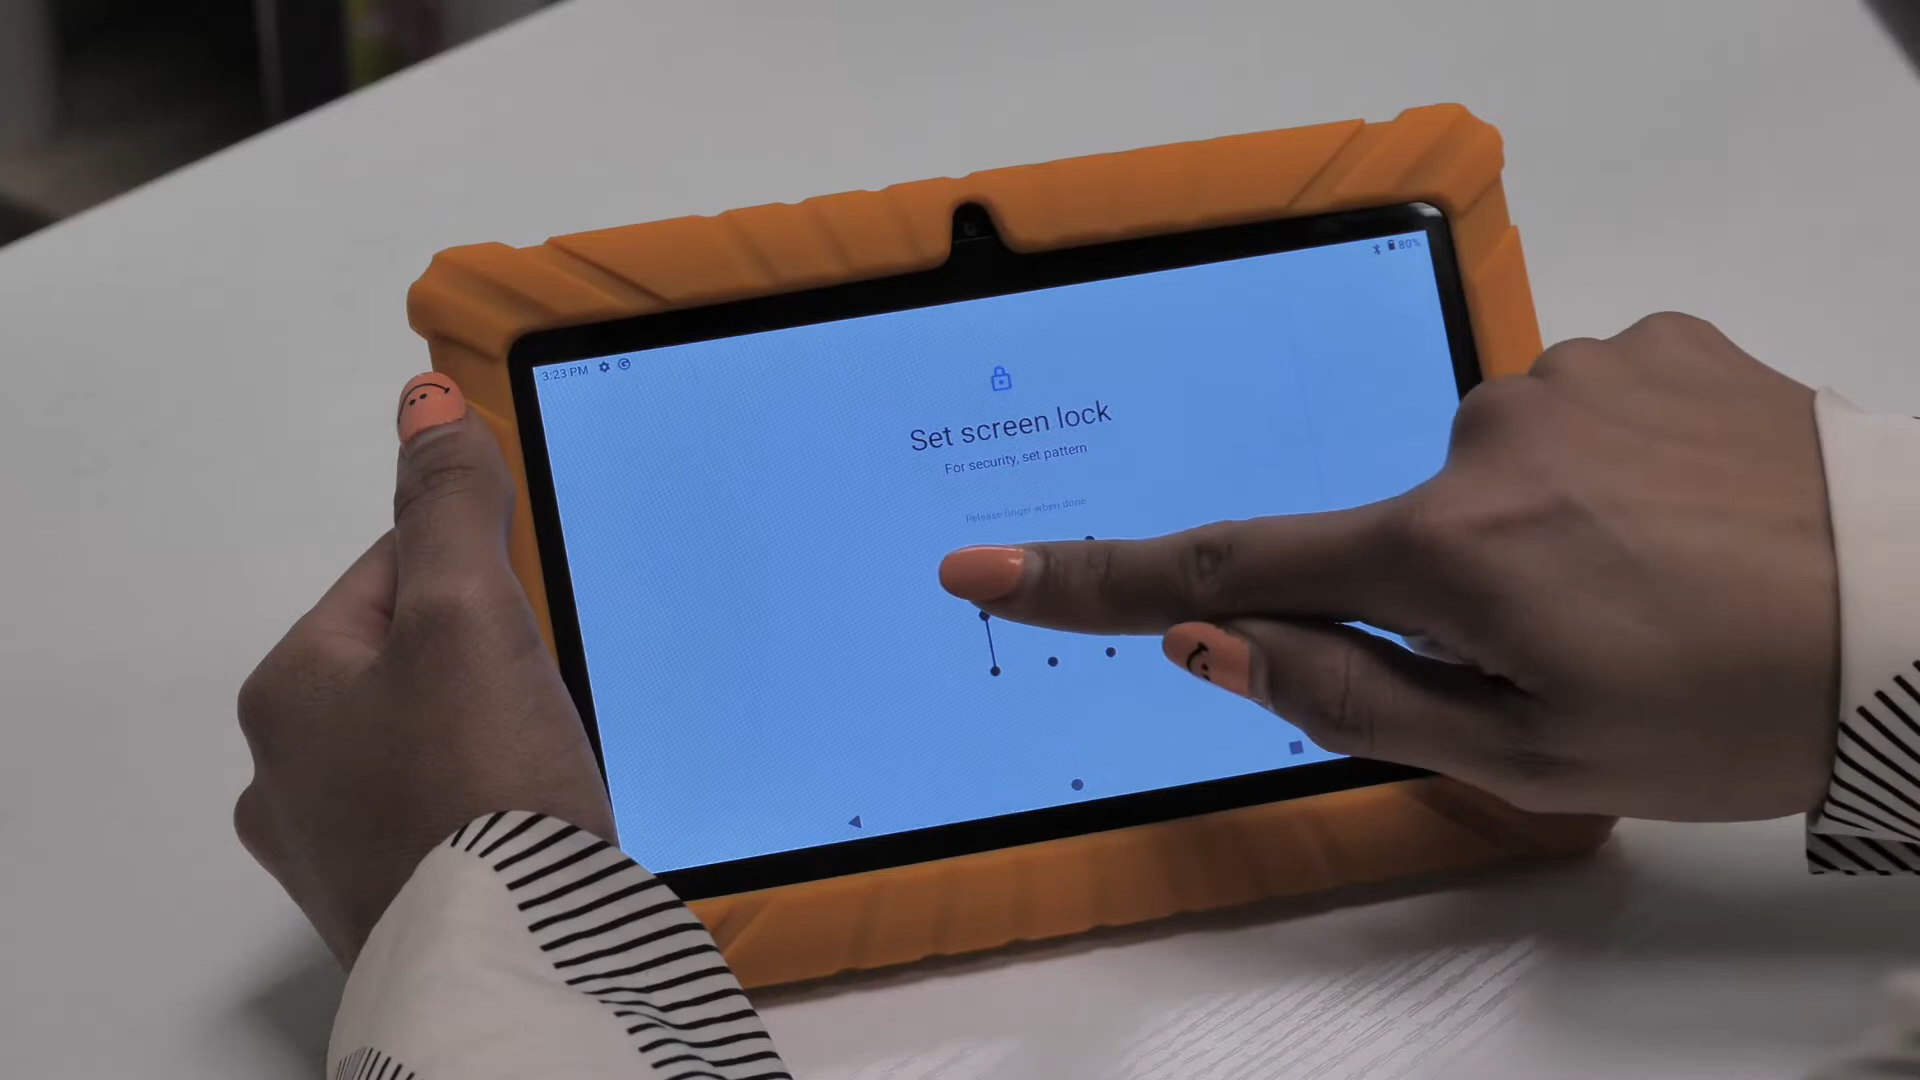 3:23 PM
80%
Set screen lock
For security, set pattern
Release finger when done